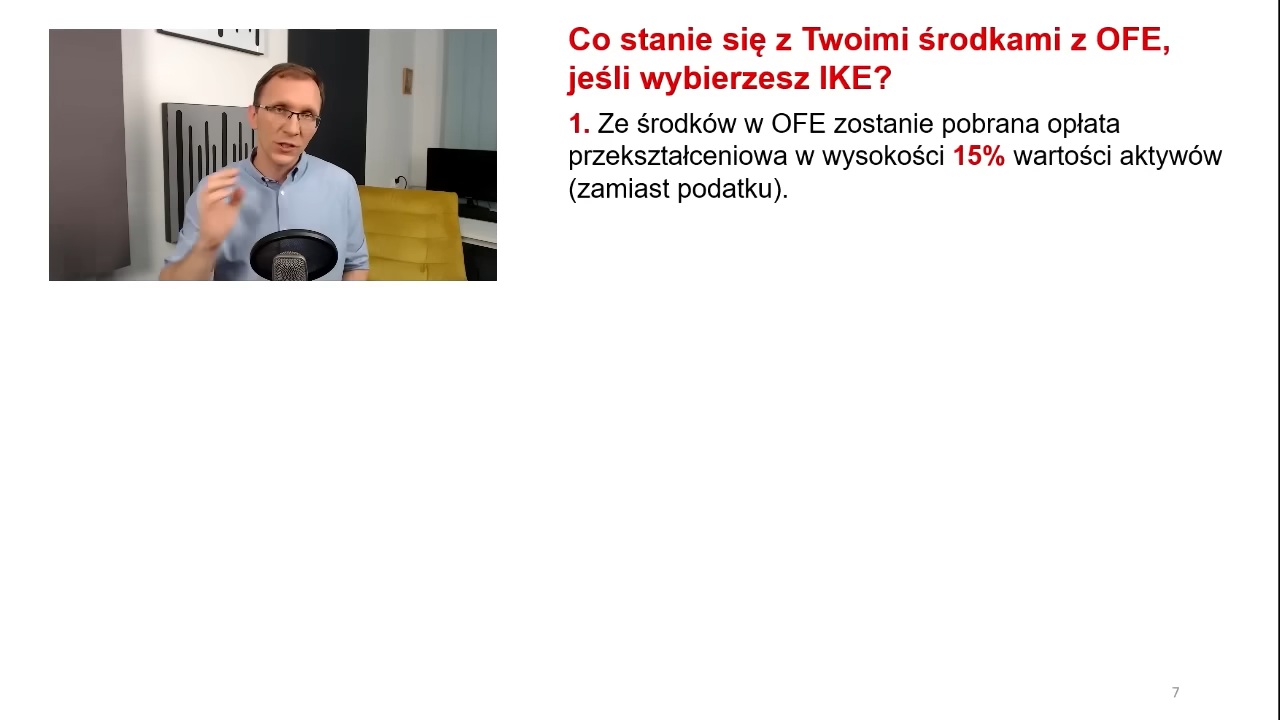 Co stanie się z Twoimi środkami z OFE,
jeśli wybierzesz IKE?
1. Ze środków w OFE zostanie pobrana opłata
przekształceniowa w wysokości 15% wartości aktywów
(zamiast podatku).
7